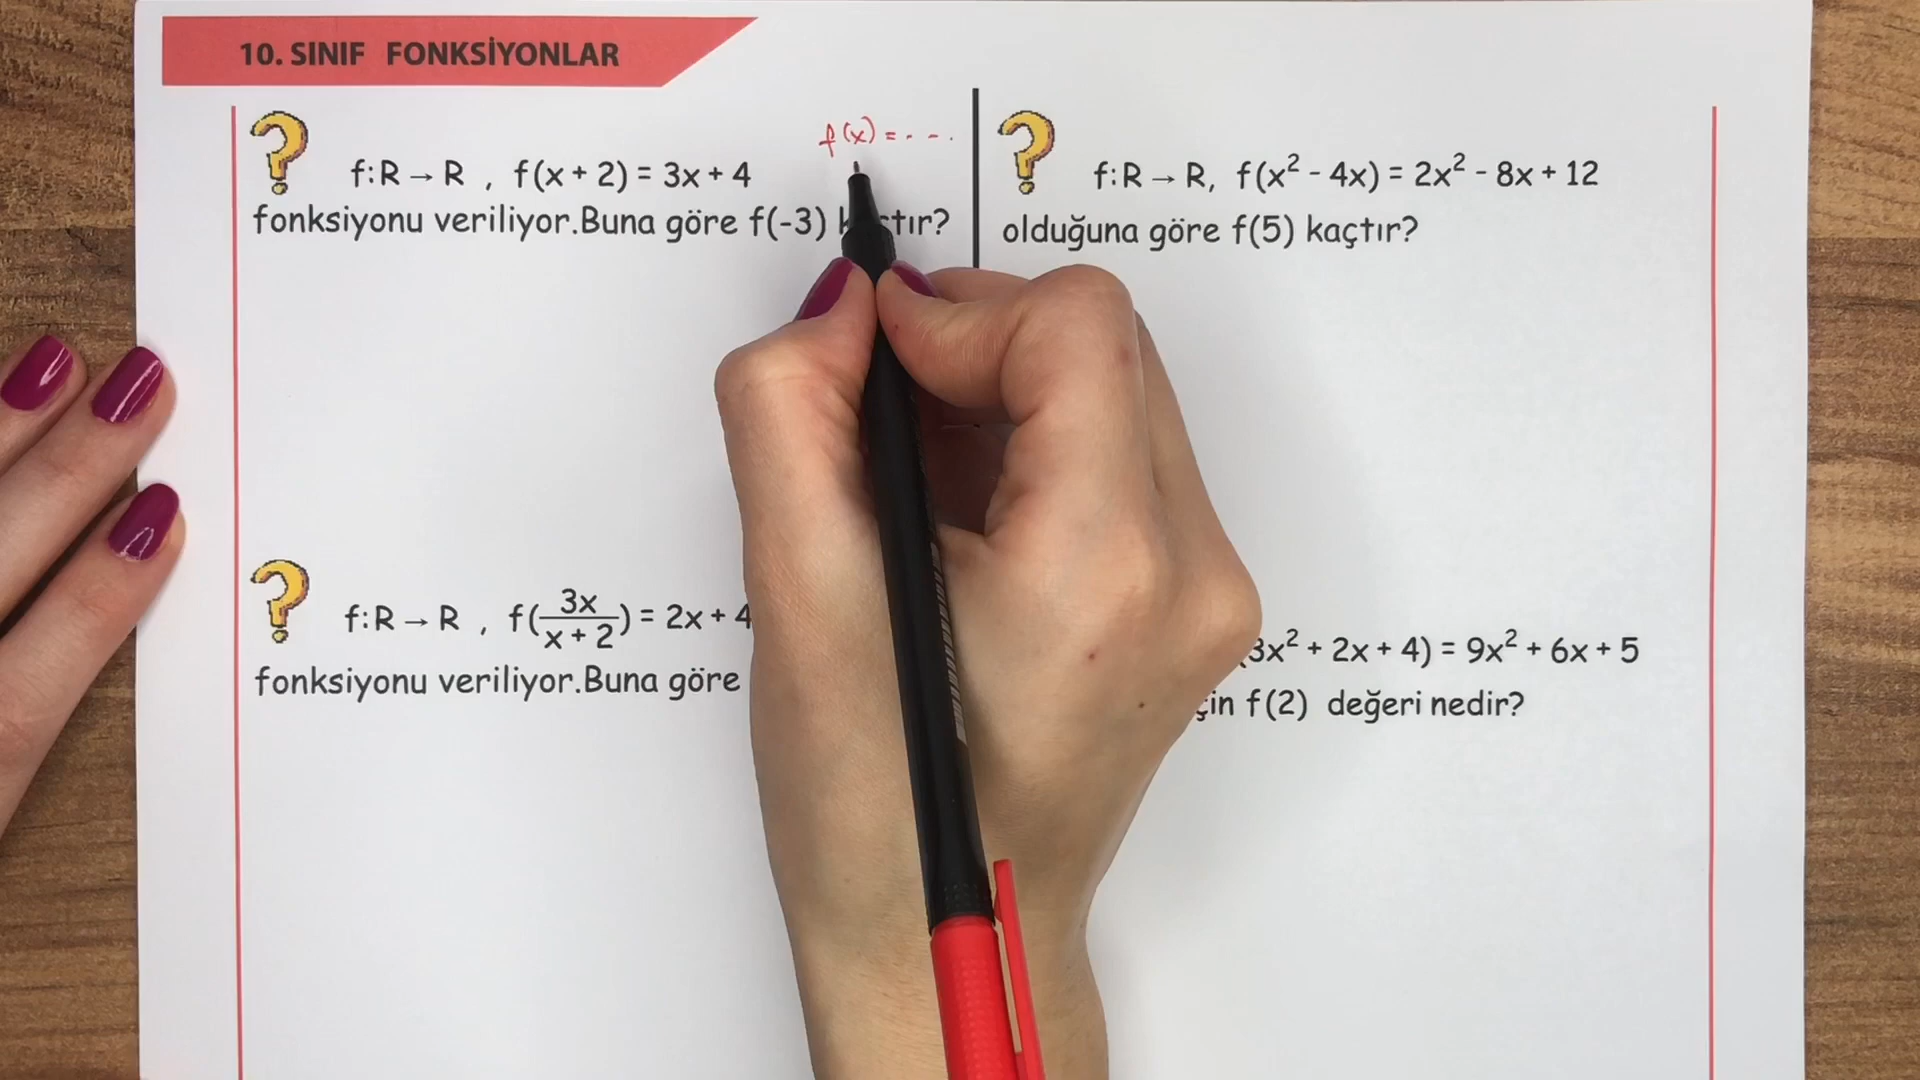 10. SINIF FONKSİYONLAR
f(x) = - - .
f:R → R , f(x + 2) = 3x + 4
fonksiyonu veriliyor.Buna göre f(-3) kaçtır?
f:R → R, f(x² - 4x) = 2x² - 8x + 12
olduğuna göre f(5) kaçtır?
f:R → R , f(3x/(x + 2)) = 2x + 4
fonksiyonu veriliyor.Buna göre
3x² + 2x + 4) = 9x² + 6x + 5
f(2) değeri nedir?